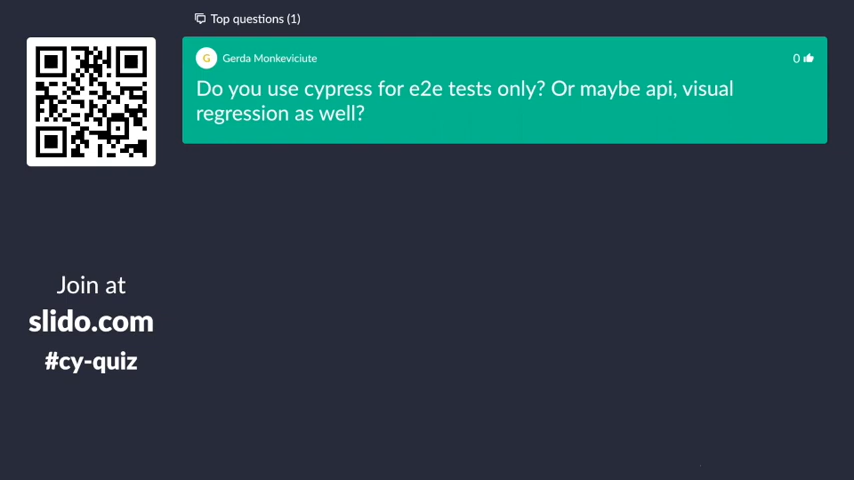 Top questions (1)
G Gerda Monkeviciute 0
Do you use cypress for e2e tests only? Or maybe api, visual
regression as well?
Join at
slido.com
#cy-quiz